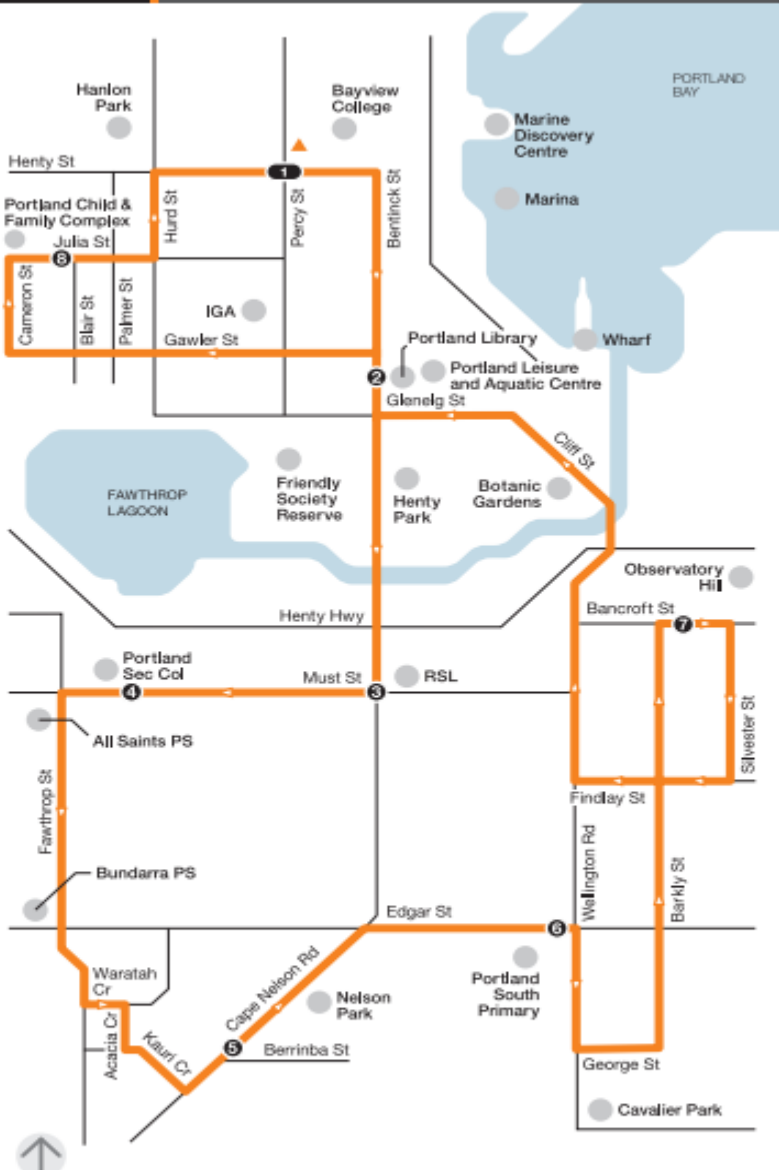 PORTLAND
BAY
Hanlon
Park
Bayview
College
Marine
Discovery
Centre
Henty St
1
Marina
Portland Child &
Family Complex
Hurd St
Percy St
Bentinck St
Julia St
8
Cameron St
Blair St
Palmer St
IGA
Gawler St
Portland Library
Wharf
2
Portland Leisure
and Aquatic Centre
Glenelg St
Cliff St
Friendly
Society
Reserve
Henty
Park
Botanic
Gardens
FAWTHROP
LAGOON
Observatory
Hill
Henty Hwy
Bancroft St
7
Portland
Sec Col
Must St
RSL
4
3
Silvester St
All Saints PS
Fawthrop St
Findlay St
Wellington Rd
Barkly St
Bundarra PS
Edgar St
6
Waratah
Cr
Cape Nelson Rd
Portland
South
Primary
Nelson
Park
Acacia Cr
Kauri Cr
5
Berrinba St
George St
Cavalier Park